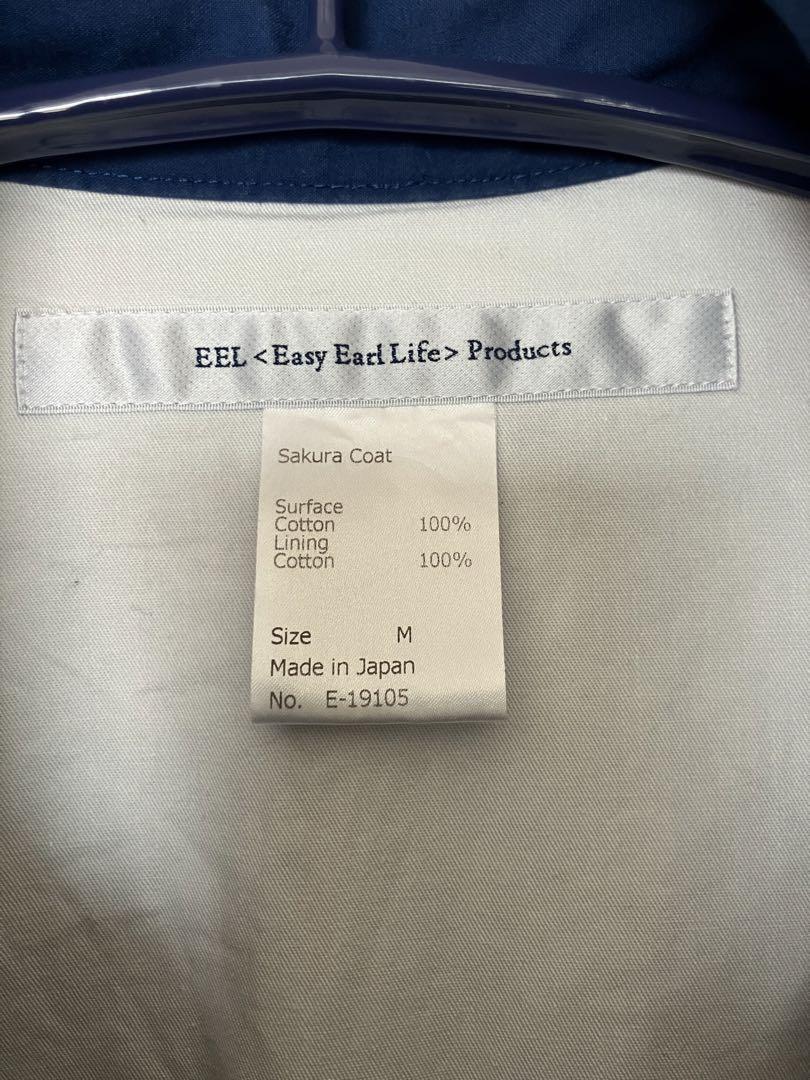 EEL <Easy Earl Life> Products
Sakura Coat
Surface
Cotton 100%
Lining
Cotton 100%
Size M
Made in Japan
No. E-19105